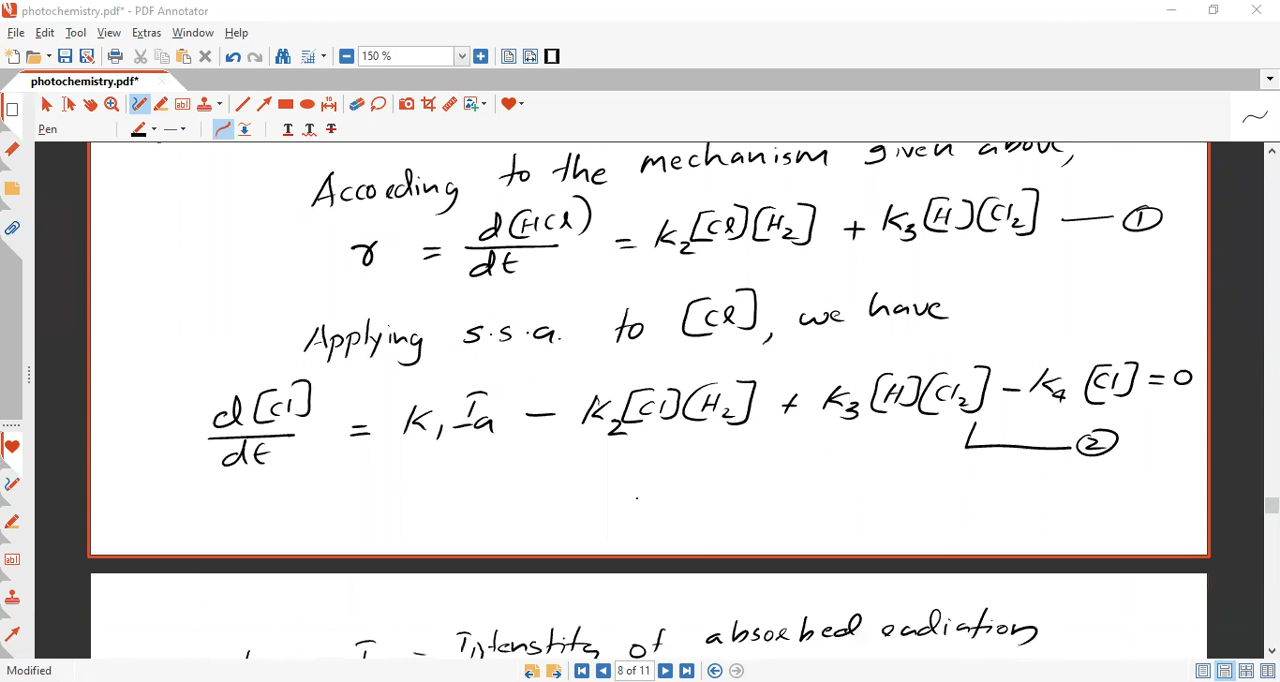 photochemistry.pdf* - PDF Annotator
File Edit Tool View Extras Window Help
150 %
photochemistry.pdf*
Pen
According to the mechanism given above,
r = d[HCl]/dt = K2[Cl][H2] + K3[H][Cl2] — ①
Applying s.s.a. to [Cl], we have
d[Cl]/dt = K1 Ia - K2[Cl][H2] + K3[H][Cl2] - K4 [Cl] = 0
②
I = Intenstity of absorbed radiation
Modified
8 of 11